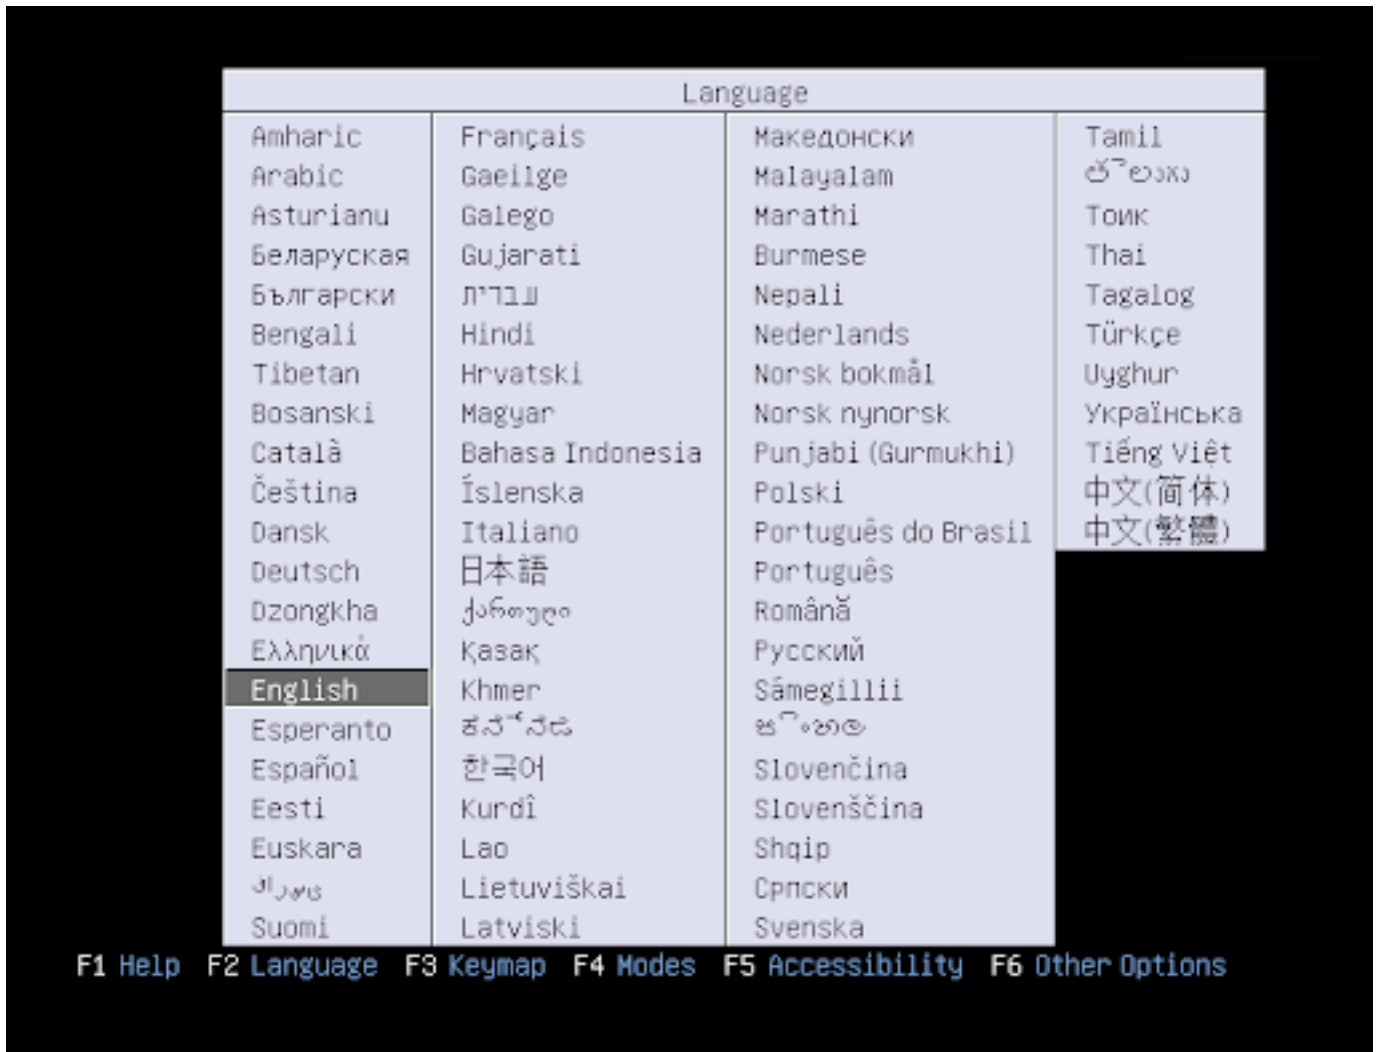 Language
Amharic
Arabic
Asturianu
Беларуская
Български
Bengali
Tibetan
Bosanski
Català
Čeština
Dansk
Deutsch
Dzongkha
Ελληνικά
English
Esperanto
Español
Eesti
Euskara
Suomi
Français
Gaeilge
Galego
Gujarati
עברית
Hindi
Hrvatski
Magyar
Bahasa Indonesia
Íslenska
Italiano
日本語
ქართული
Қазақ
Khmer
한국어
Kurdî
Lao
Lietuviškai
Latviski
Македонски
Malayalam
Marathi
Burmese
Nepali
Nederlands
Norsk bokmål
Norsk nynorsk
Punjabi (Gurmukhi)
Polski
Português do Brasil
Português
Română
Русский
Sámegillii
Slovenčina
Slovenščina
Shqip
Српски
Svenska
Tamil
Тоик
Thai
Tagalog
Türkçe
Uyghur
Українська
Tiếng Việt
中文(简体)
中文(繁體)
F1 Help F2 Language F3 Keymap F4 Modes F5 Accessibility F6 Other Options